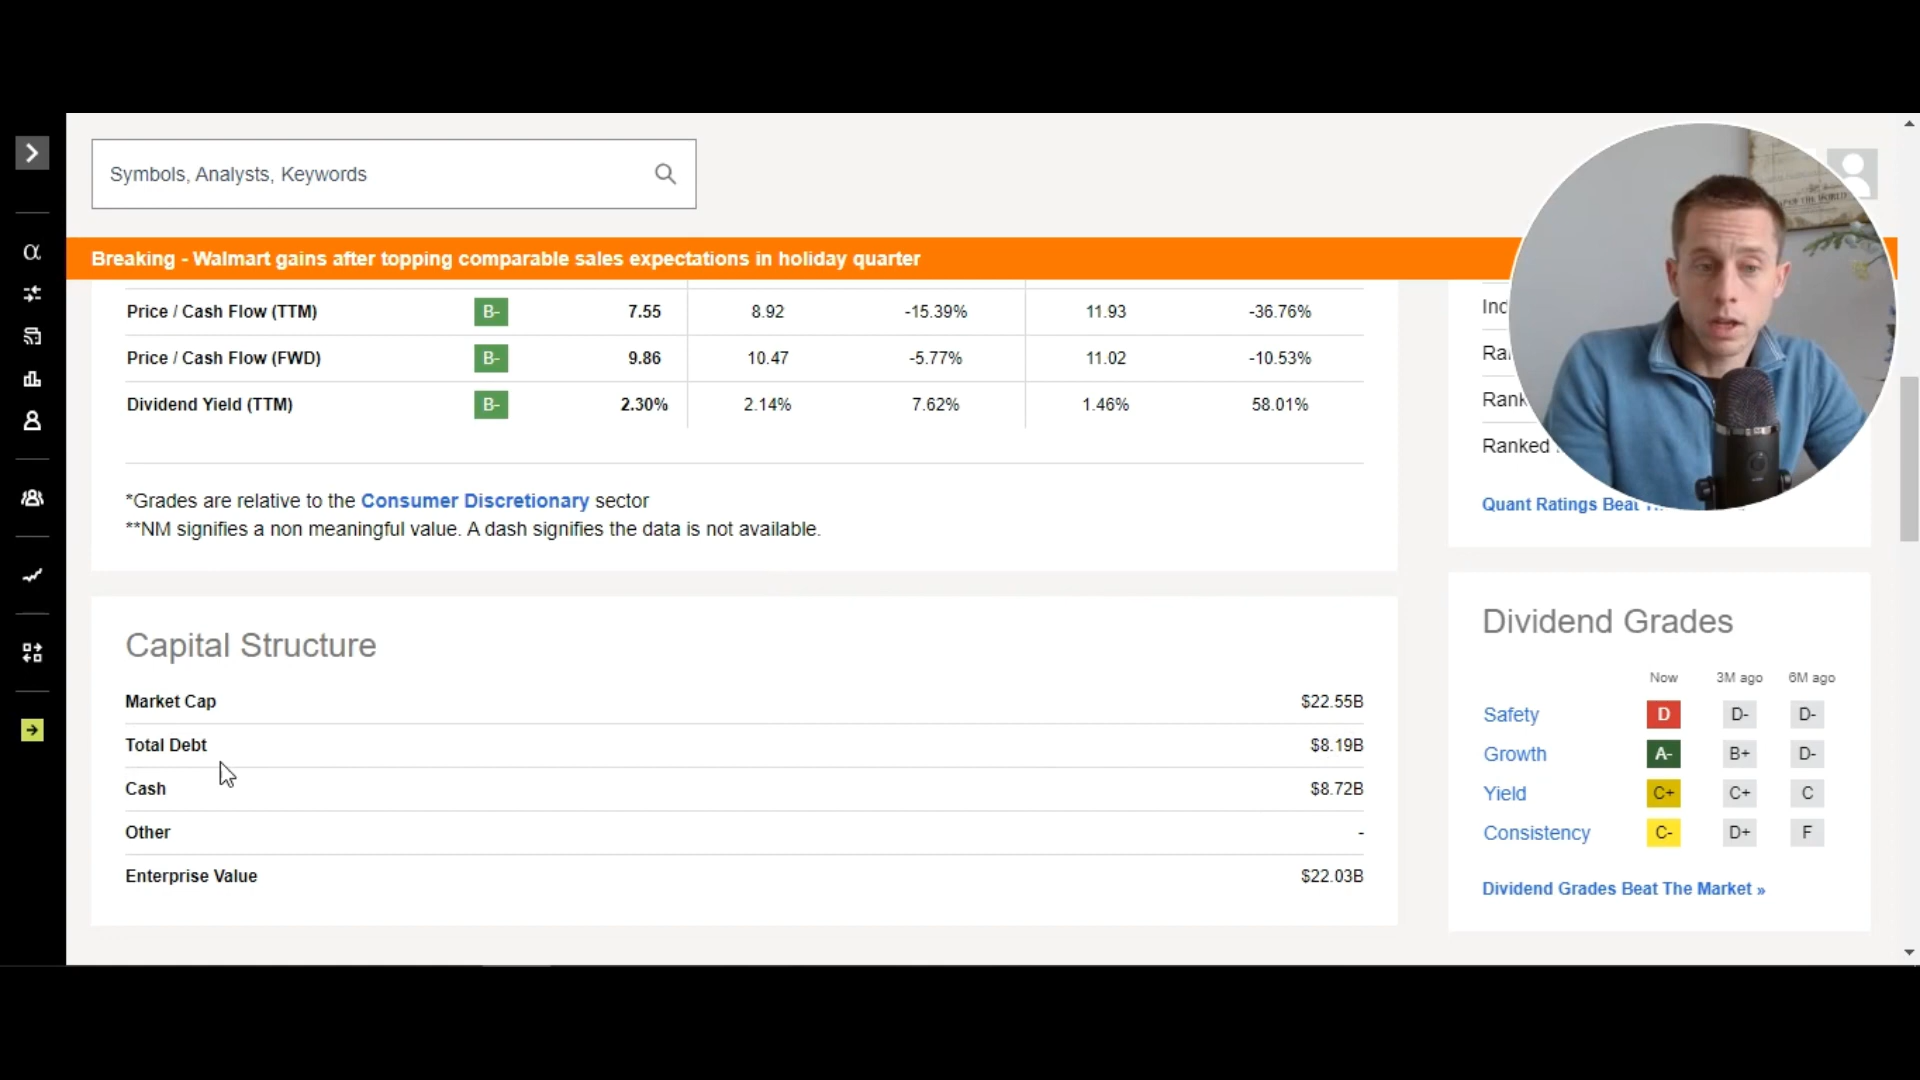 Symbols, Analysts, Keywords
Breaking - Walmart gains after topping comparable sales expectations in holiday quarter
Price / Cash Flow (TTM) B- 7.55 8.92 -15.39% 11.93 -36.76%
Price / Cash Flow (FWD) B- 9.86 10.47 -5.77% 11.02 -10.53%
Dividend Yield (TTM) B- 2.30% 2.14% 7.62% 1.46% 58.01%
*Grades are relative to the Consumer Discretionary sector
**NM signifies a non meaningful value. A dash signifies the data is not available.
Ranked
Quant Ratings Beat
Capital Structure
Market Cap $22.55B
Total Debt $8.19B
Cash $8.72B
Other -
Enterprise Value $22.03B
Dividend Grades
Now 3M ago 6M ago
Safety D D- D-
Growth A- B+ D-
Yield C+ C+ C
Consistency C- D+ F
Dividend Grades Beat The Market »